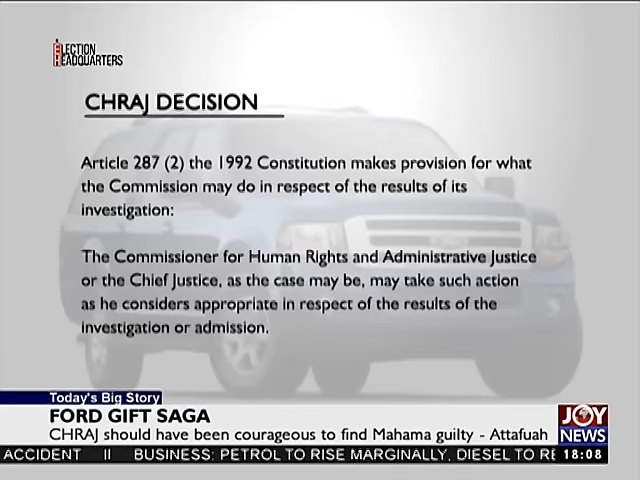 ELECTION
HEADQUARTERS
CHRAJ DECISION
Article 287 (2) the 1992 Constitution makes provision for what
the Commission may do in respect of the results of its
investigation:
The Commissioner for Human Rights and Administrative Justice
or the Chief Justice, as the case may be, may take such action
as he considers appropriate in respect of the results of the
investigation or admission.
Today's Big Story
FORD GIFT SAGA
CHRAJ should have been courageous to find Mahama guilty - Attafuah
JOY
NEWS
ACCIDENT II BUSINESS: PETROL TO RISE MARGINALLY, DIESEL TO RE
18:08